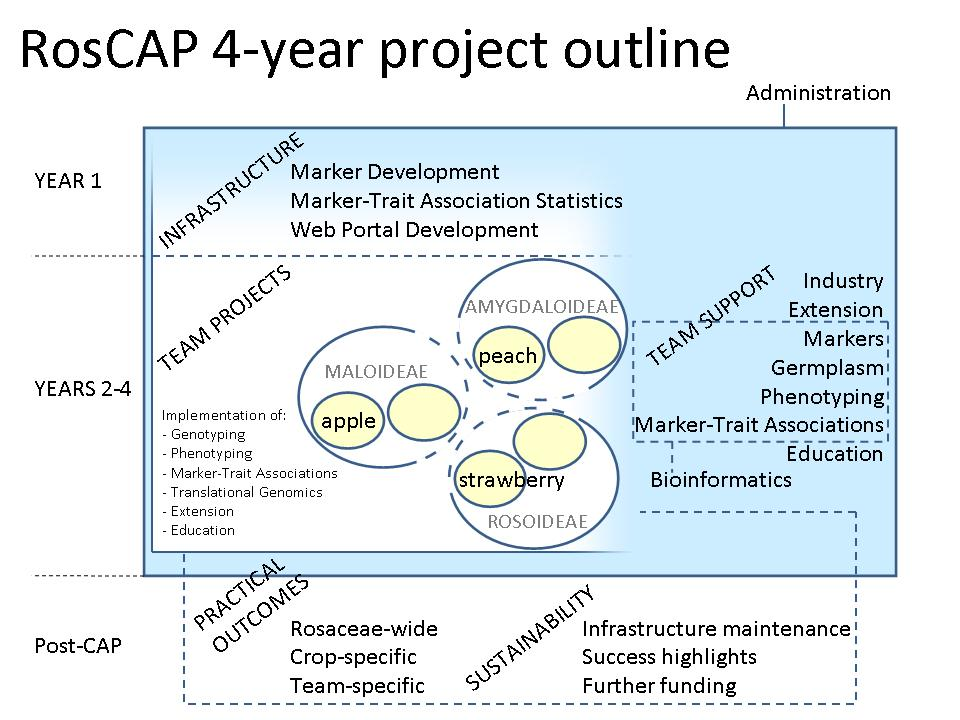 RosCAP 4-year project outline
Administration
YEAR 1
INFRASTRUCTURE
Marker Development
Marker-Trait Association Statistics
Web Portal Development
YEARS 2-4
TEAM PROJECTS
Implementation of:
- Genotyping
- Phenotyping
- Marker-Trait Associations
- Translational Genomics
- Extension
- Education
MALOIDEAE
apple
AMYGDALOIDEAE
peach
strawberry
ROSOIDEAE
TEAM SUPPORT
Industry
Extension
Markers
Germplasm
Phenotyping
Marker-Trait Associations
Education
Bioinformatics
Post-CAP
PRACTICAL
OUTCOMES
Rosaceae-wide
Crop-specific
Team-specific
SUSTAINABILITY
Infrastructure maintenance
Success highlights
Further funding